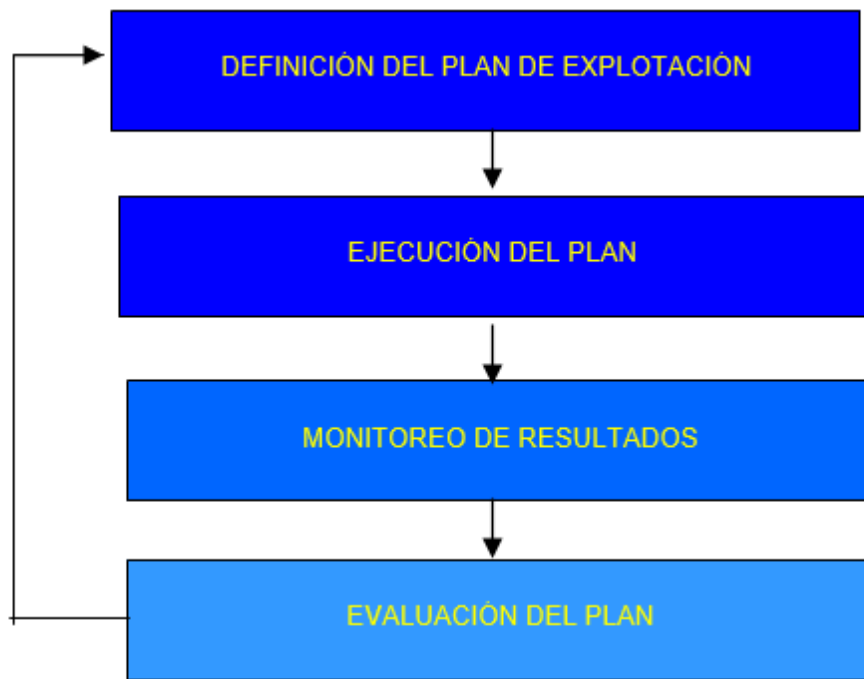 DEFINICIÓN DEL PLAN DE EXPLOTACIÓN
EJECUCIÓN DEL PLAN
MONITOREO DE RESULTADOS
EVALUACIÓN DEL PLAN